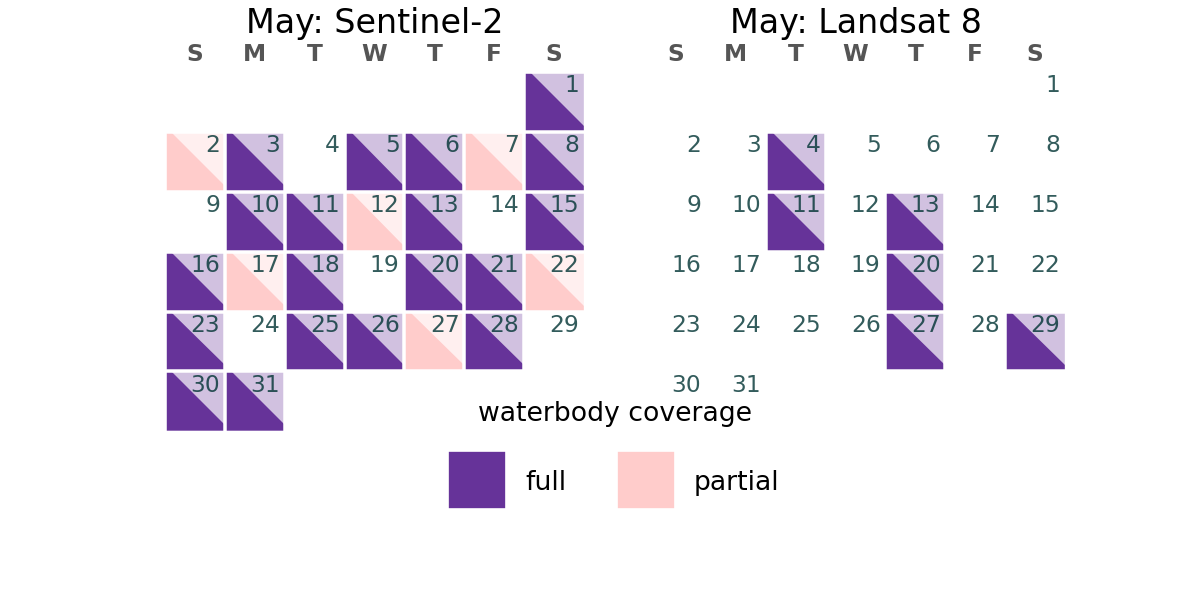 May: Sentinel-2
S M T W T F S
1
2 3 4 5 6 7 8
9 10 11 12 13 14 15
16 17 18 19 20 21 22
23 24 25 26 27 28 29
30 31
May: Landsat 8
S M T W T F S
1
2 3 4 5 6 7 8
9 10 11 12 13 14 15
16 17 18 19 20 21 22
23 24 25 26 27 28 29
30 31
waterbody coverage
full partial